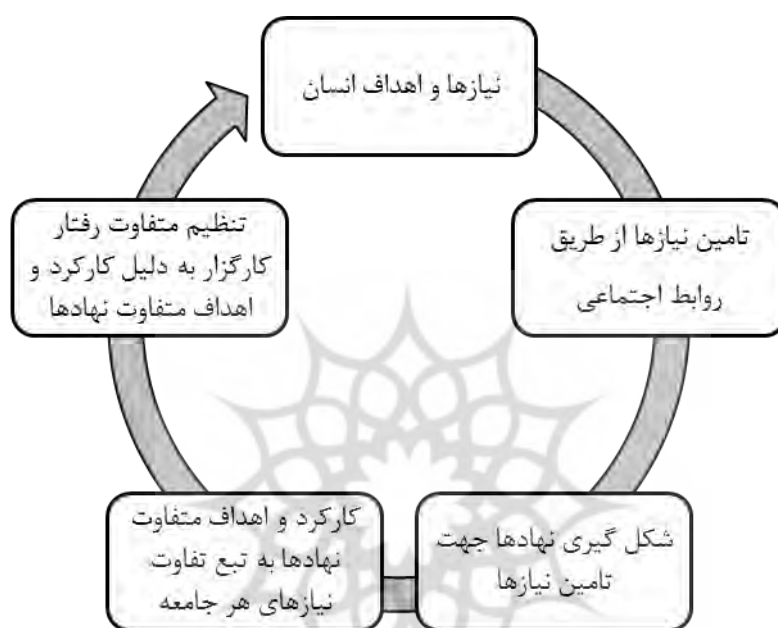 نیازها و اهداف انسان
تامین نیازها از طریق
روابط اجتماعی
شکل گیری نهادها جهت
تامین نیازها
کارکرد و اهداف متفاوت
نهادها به تبع تفاوت
نیازهای هر جامعه
تنظیم متفاوت رفتار
کارگزار به دلیل کارکرد و
اهداف متفاوت نهادها